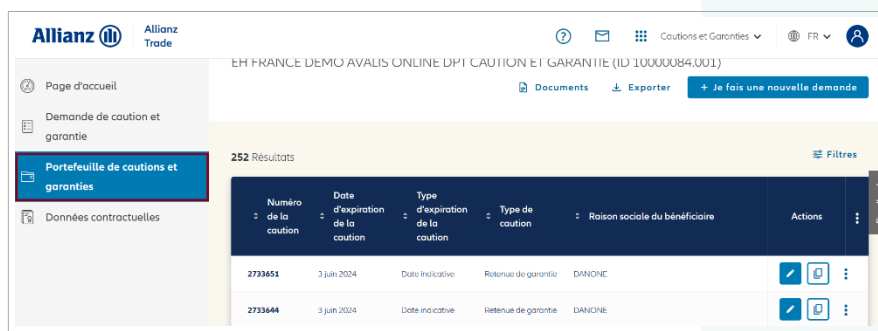 Allianz
Allianz Trade
Cautions et Garanties
FR
EH FRANCE DEMO AVALIS ONLINE DPT CAUTION ET GARANTIE (ID 10000084.001)
Page d'accueil
Documents
Exporter
+ Je fais une nouvelle demande
Demande de caution et
garantie
252 Résultats
Filtres
Portefeuille de cautions et
garanties
Données contractuelles
Numéro de la caution
Date d'expiration de la caution
Type d'expiration de la caution
Type de caution
Raison sociale du bénéficiaire
Actions
2733651 3 juin 2024 Date indicative Retenue de garantie DANONE
2733644 3 juin 2024 Date indicative Retenue de garantie DANONE